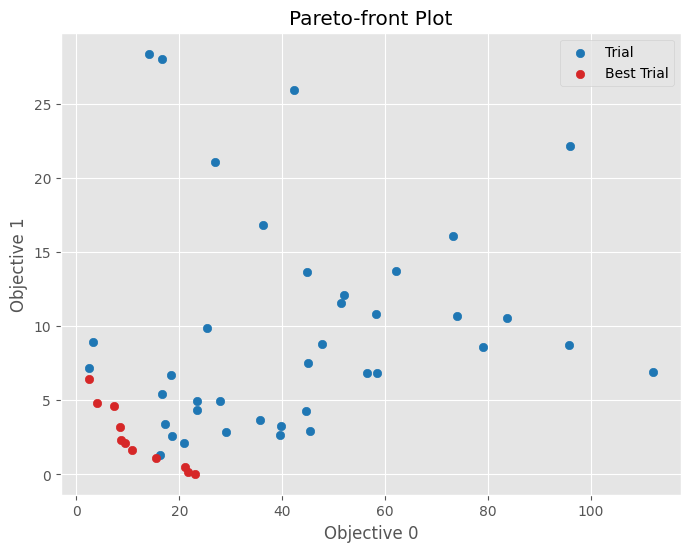 Pareto-front Plot
Trial
Best Trial
Objective 1
25
20
15
10
5
0
0 20 40 60 80 100
Objective 0